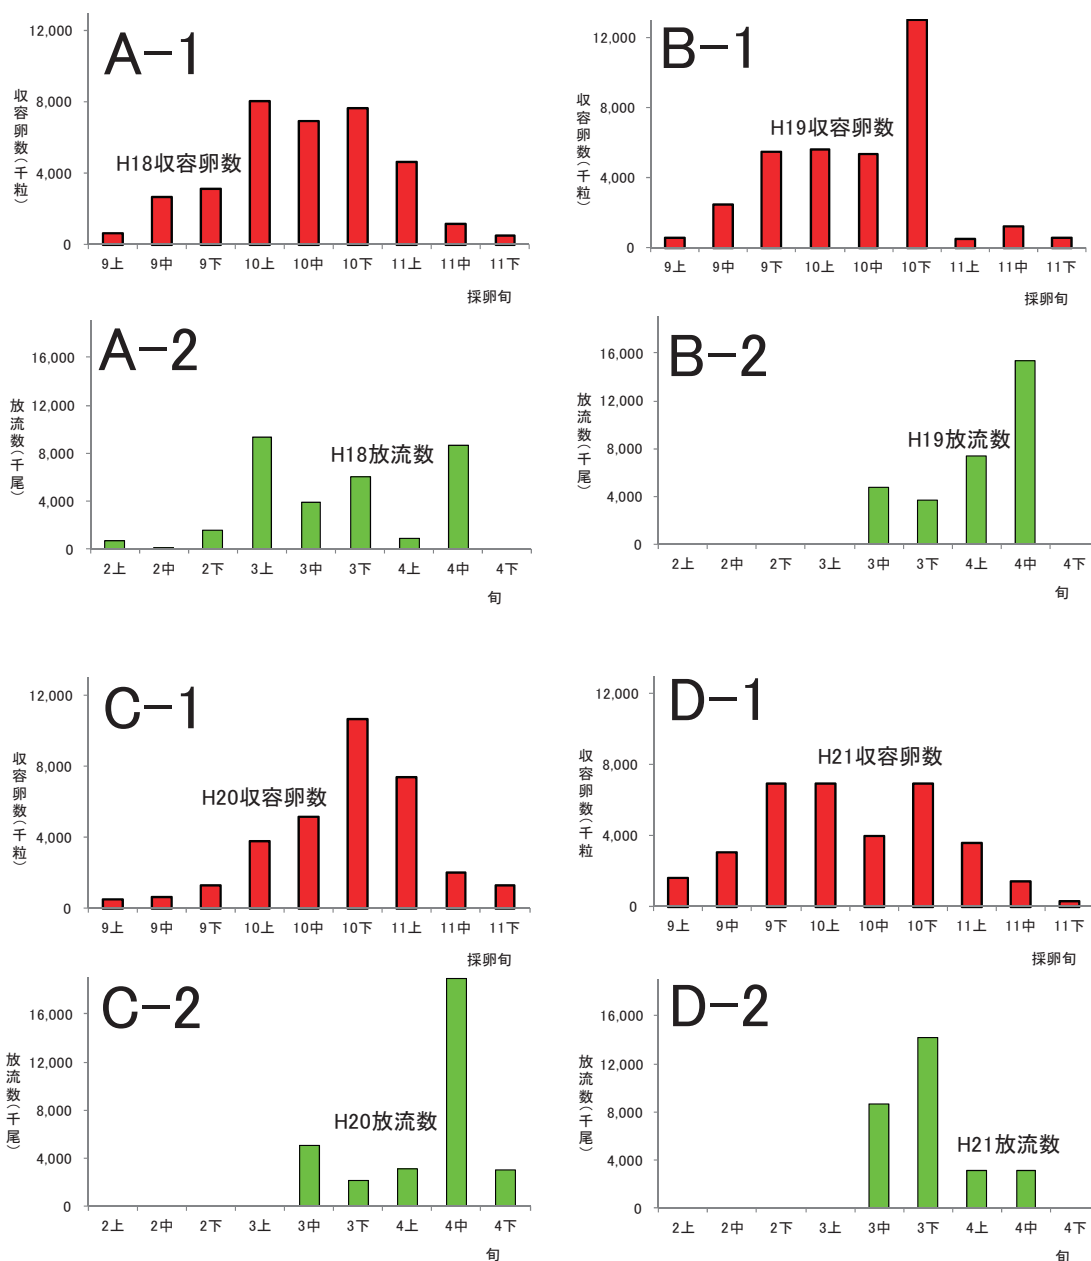 A-1
収容卵数(千粒)
12,000
8,000
4,000
0
H18収容卵数
9上 9中 9下 10上 10中 10下 11上 11中 11下
採卵旬
B-1
収容卵数(千粒)
12,000
8,000
4,000
0
H19収容卵数
9上 9中 9下 10上 10中 10下 11上 11中 11下
採卵旬
A-2
放流数(千尾)
16,000
12,000
8,000
4,000
0
H18放流数
2上 2中 2下 3上 3中 3下 4上 4中 4下
旬
B-2
放流数(千尾)
16,000
12,000
8,000
4,000
0
H19放流数
2上 2中 2下 3上 3中 3下 4上 4中 4下
旬
C-1
収容卵数(千粒)
12,000
8,000
4,000
0
H20収容卵数
9上 9中 9下 10上 10中 10下 11上 11中 11下
採卵旬
D-1
収容卵数(千粒
12,000
8,000
4,000
0
H21収容卵数
9上 9中 9下 10上 10中 10下 11上 11中 11下
採卵旬
C-2
放流数(千尾)
16,000
12,000
8,000
4,000
0
H20放流数
2上 2中 2下 3上 3中 3下 4上 4中 4下
旬
D-2
放流数(千尾)
16,000
12,000
8,000
4,000
0
H21放流数
2上 2中 2下 3上 3中 3下 4上 4中 4下
旬